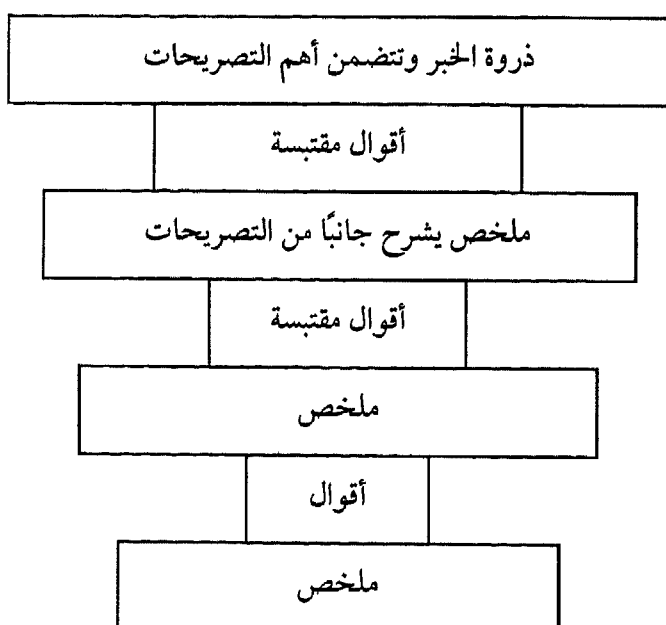 ذروة الخبر وتتضمن أهم التصريحات
أقوال مقتبسة
ملخص يشرح جانبًا من التصريحات
أقوال مقتبسة
ملخص
أقوال
ملخص